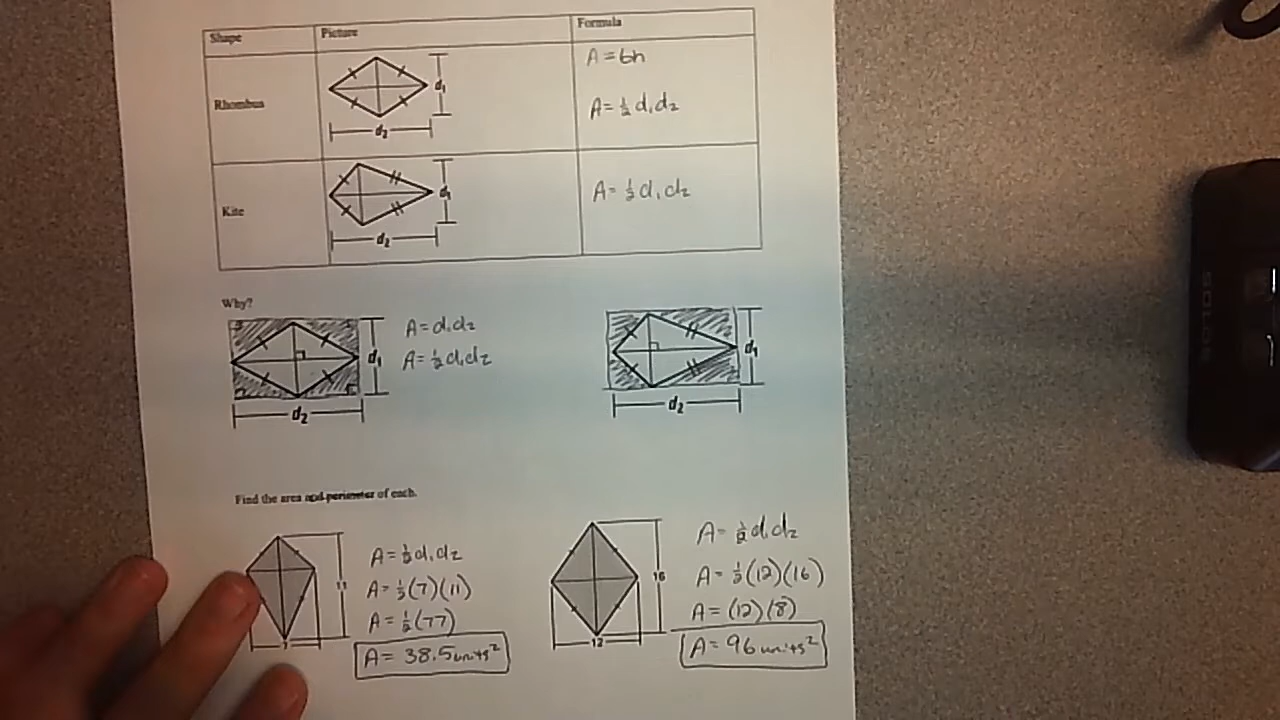 Shape Picture Formula
Rhombus
d₁
d₂
A = bh
A = ½ d₁d₂
Kite
d₁
d₂
A = ½ d₁d₂
Why?
d₁
d₂
A = d₁d₂
A = ½ d₁d₂
d₁
d₂
Find the area and perimeter of each.
11
7
A = ½ d₁d₂
A = ½ (7)(11)
A = ½ (77)
A = 38.5 units²
16
12
A = ½ d₁d₂
A = ½ (12)(16)
A = (12)(8)
A = 96 units²
SOLOS